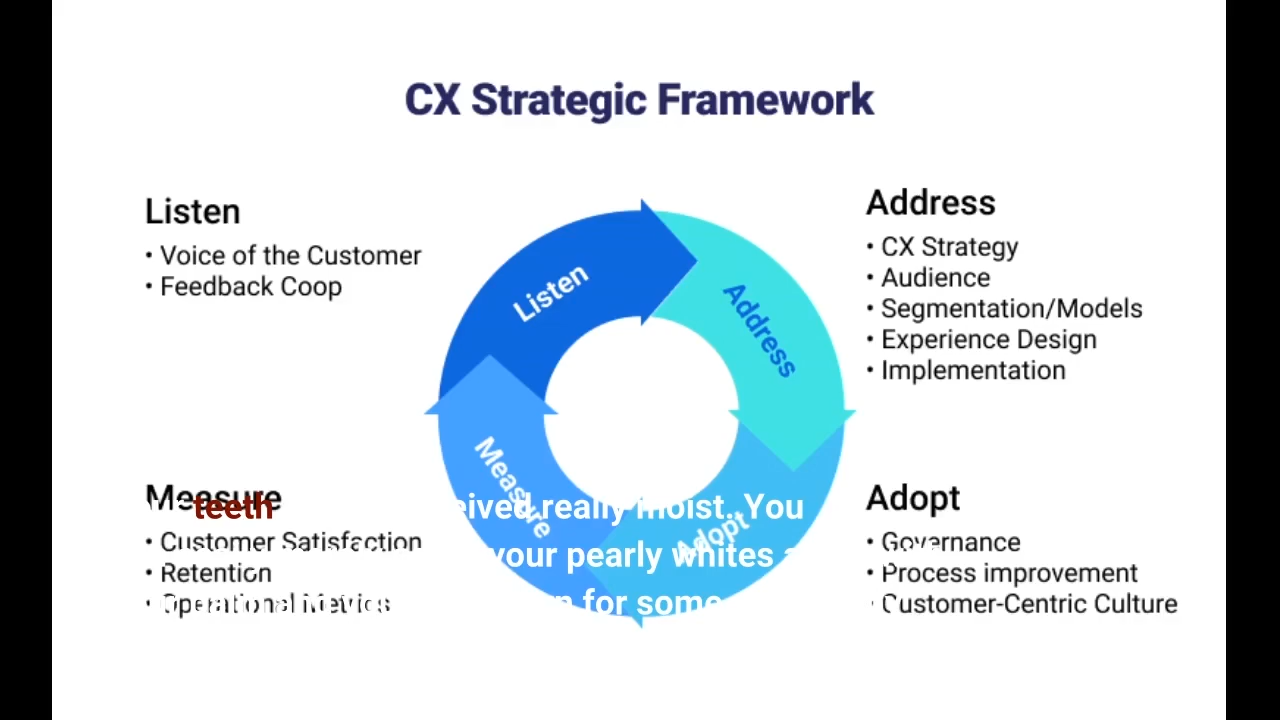 CX Strategic Framework
Listen
• Voice of the Customer
• Feedback Coop
Address
• CX Strategy
• Audience
• Segmentation/Models
• Experience Design
• Implementation
Listen
Address
Measure
Adopt
Measure
• Customer Satisfaction
• Retention
• Operational Metrics
Adopt
• Governance
• Process improvement
• Customer-Centric Culture
teeth really moist. You
your pearly whites
for some